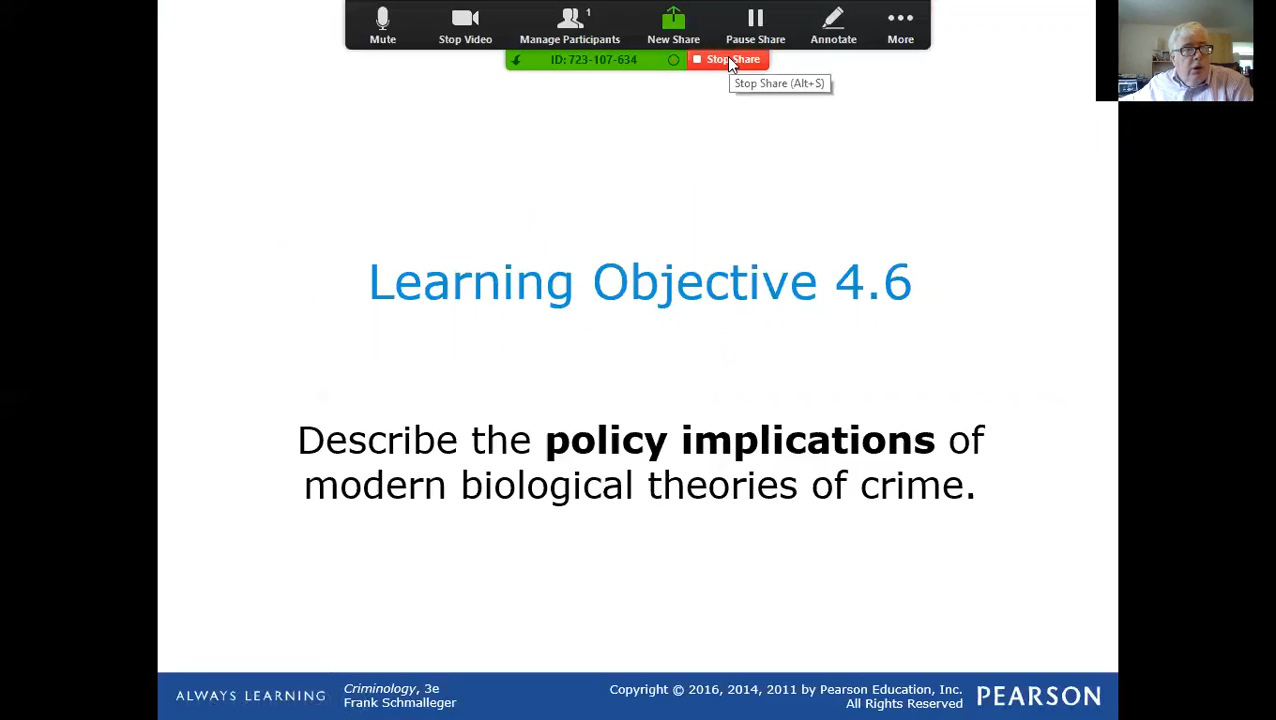 1
Mute Stop Video Manage Participants New Share Pause Share Annotate More
ID: 723-107-634 Stop Share
Stop Share (Alt+S)
Learning Objective 4.6
Describe the policy implications of
modern biological theories of crime.
ALWAYS LEARNING
Criminology, 3e
Frank Schmalleger
Copyright © 2016, 2014, 2011 by Pearson Education, Inc.
All Rights Reserved
PEARSON